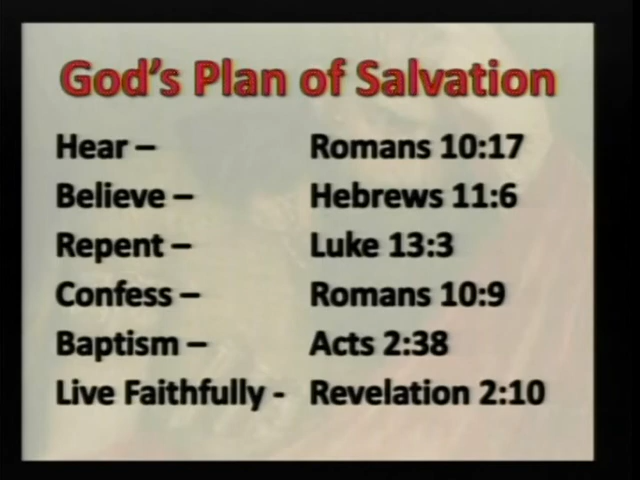 God's Plan of Salvation
Hear – Romans 10:17
Believe – Hebrews 11:6
Repent – Luke 13:3
Confess – Romans 10:9
Baptism – Acts 2:38
Live Faithfully - Revelation 2:10